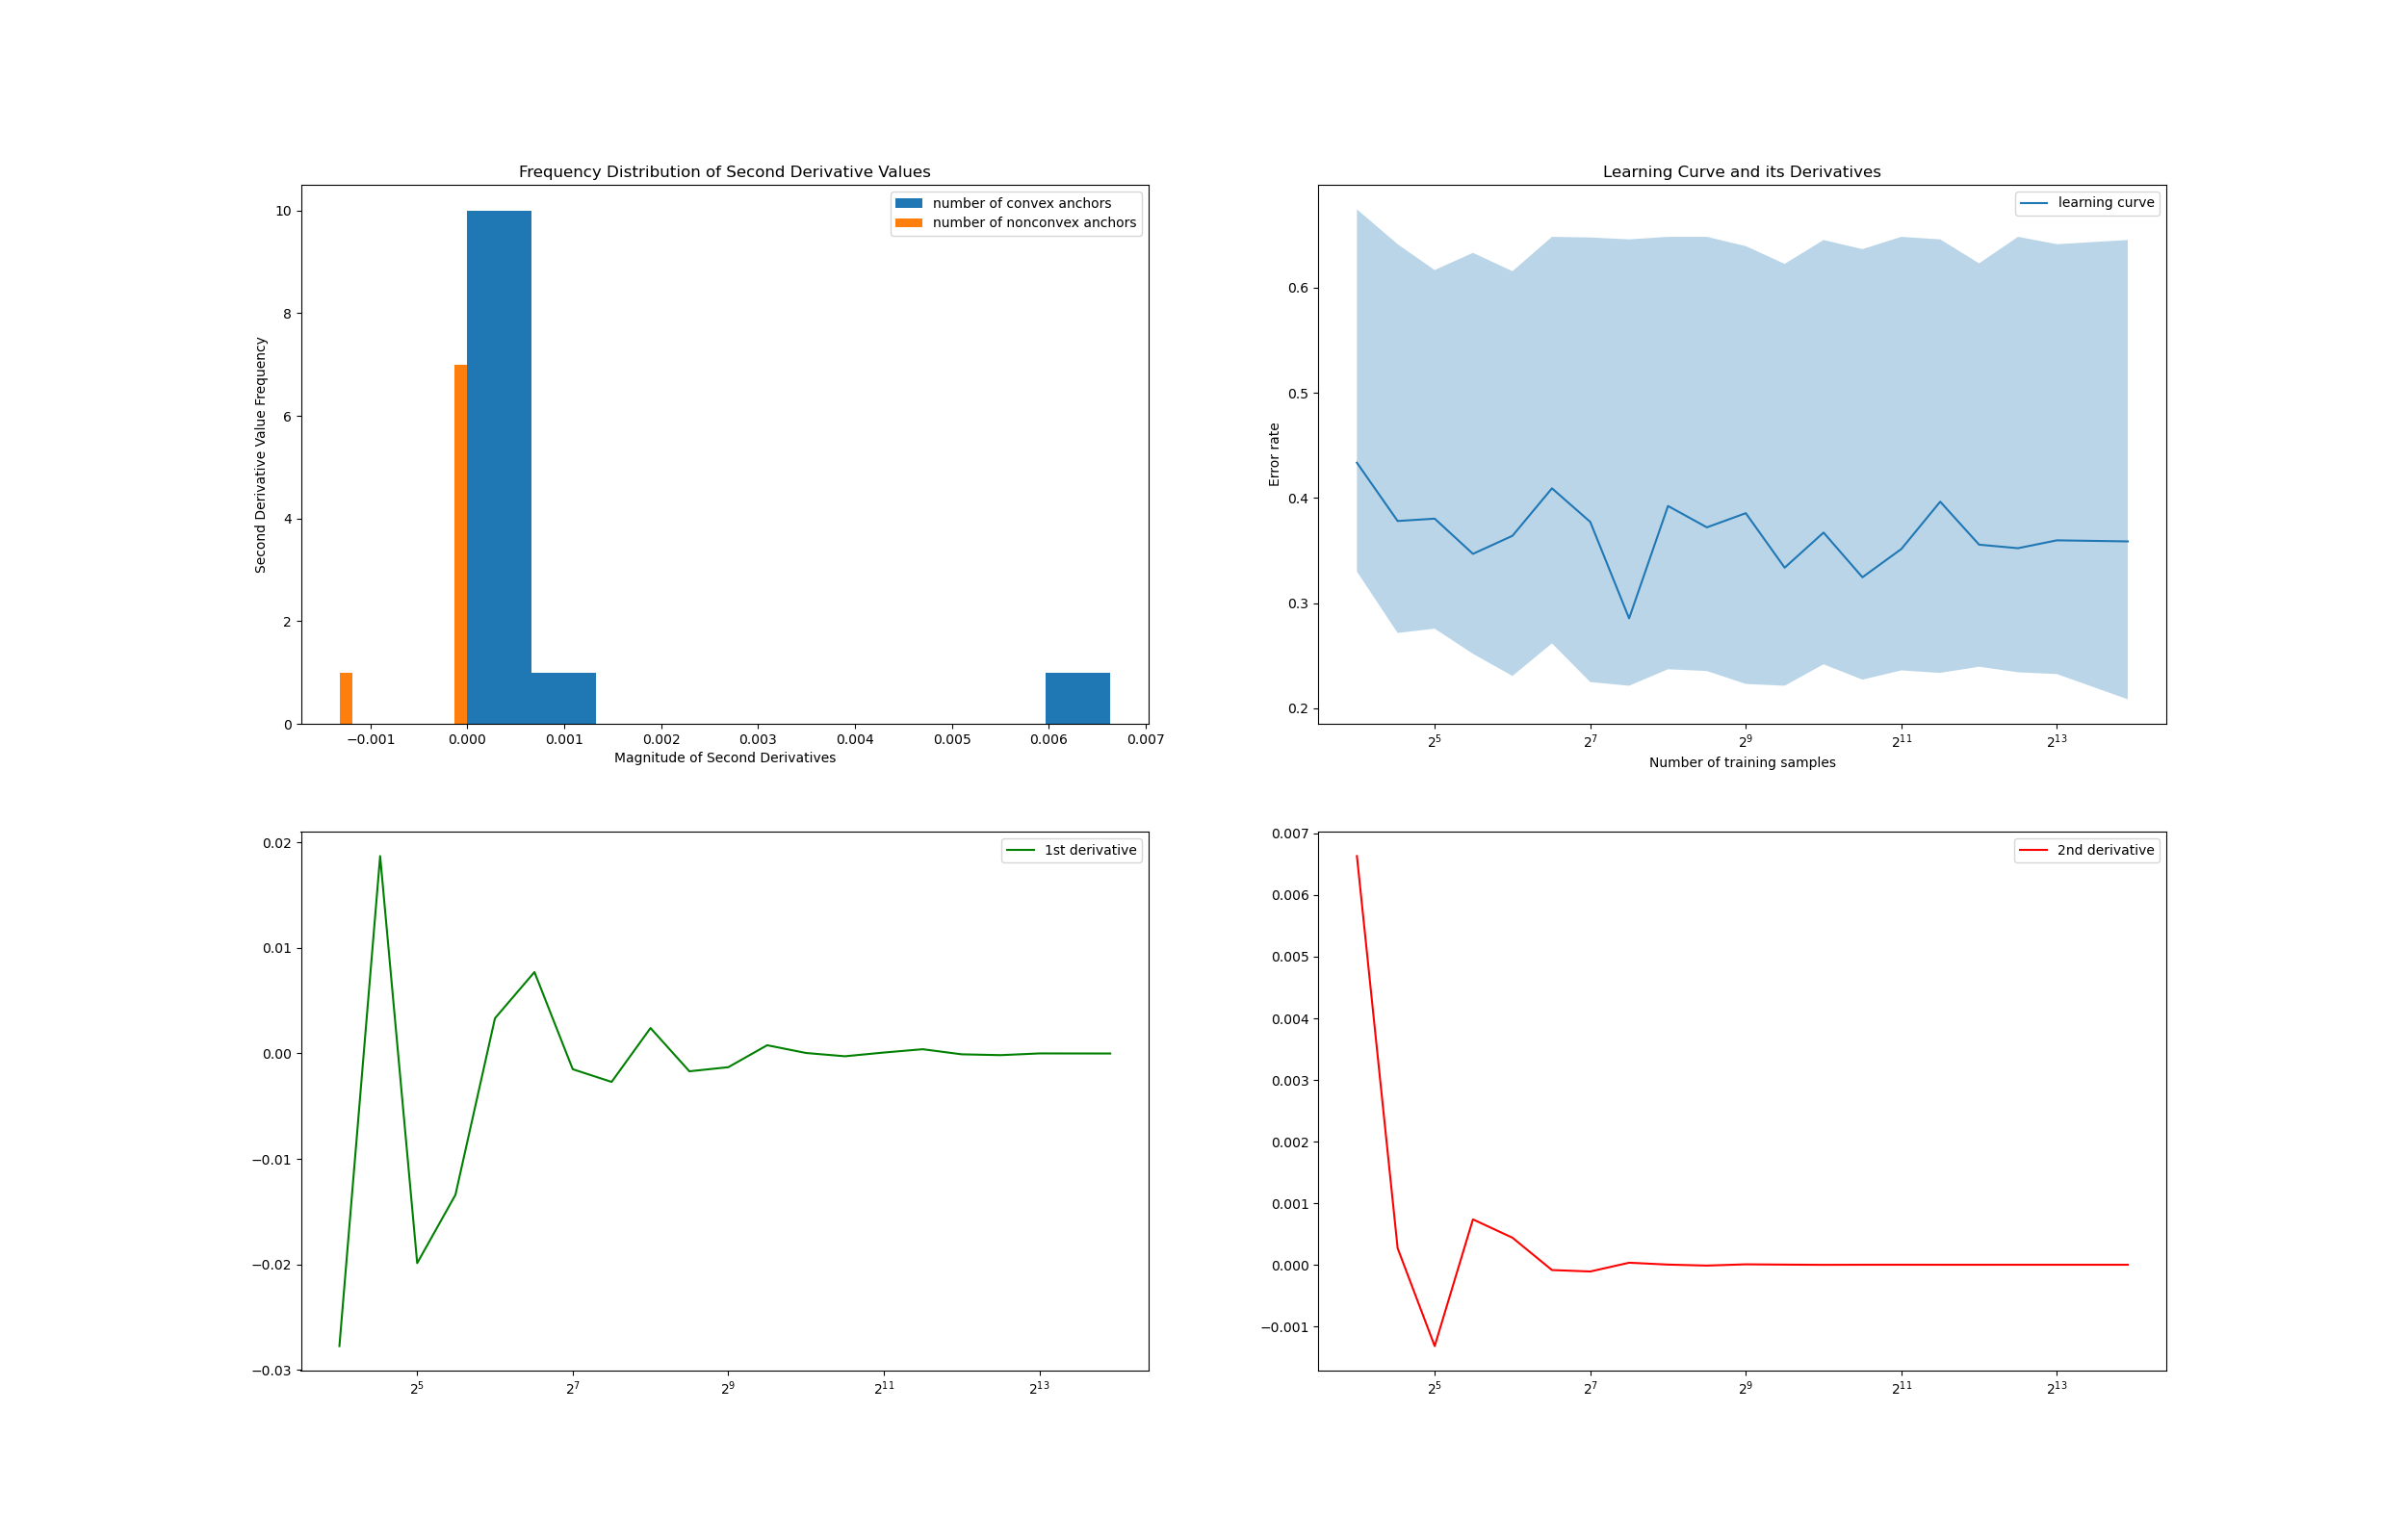 Frequency Distribution of Second Derivative Values
number of convex anchors
number of nonconvex anchors
Second Derivative Value Frequency
10
8
6
4
2
0
−0.001 0.000 0.001 0.002 0.003 0.004 0.005 0.006 0.007
Magnitude of Second Derivatives
Learning Curve and its Derivatives
learning curve
Error rate
0.6
0.5
0.4
0.3
0.2
2^5 2^7 2^9 2^11 2^13
Number of training samples
1st derivative
0.02
0.01
0.00
−0.01
−0.02
−0.03
2^5 2^7 2^9 2^11 2^13
2nd derivative
0.007
0.006
0.005
0.004
0.003
0.002
0.001
0.000
−0.001
2^5 2^7 2^9 2^11 2^13